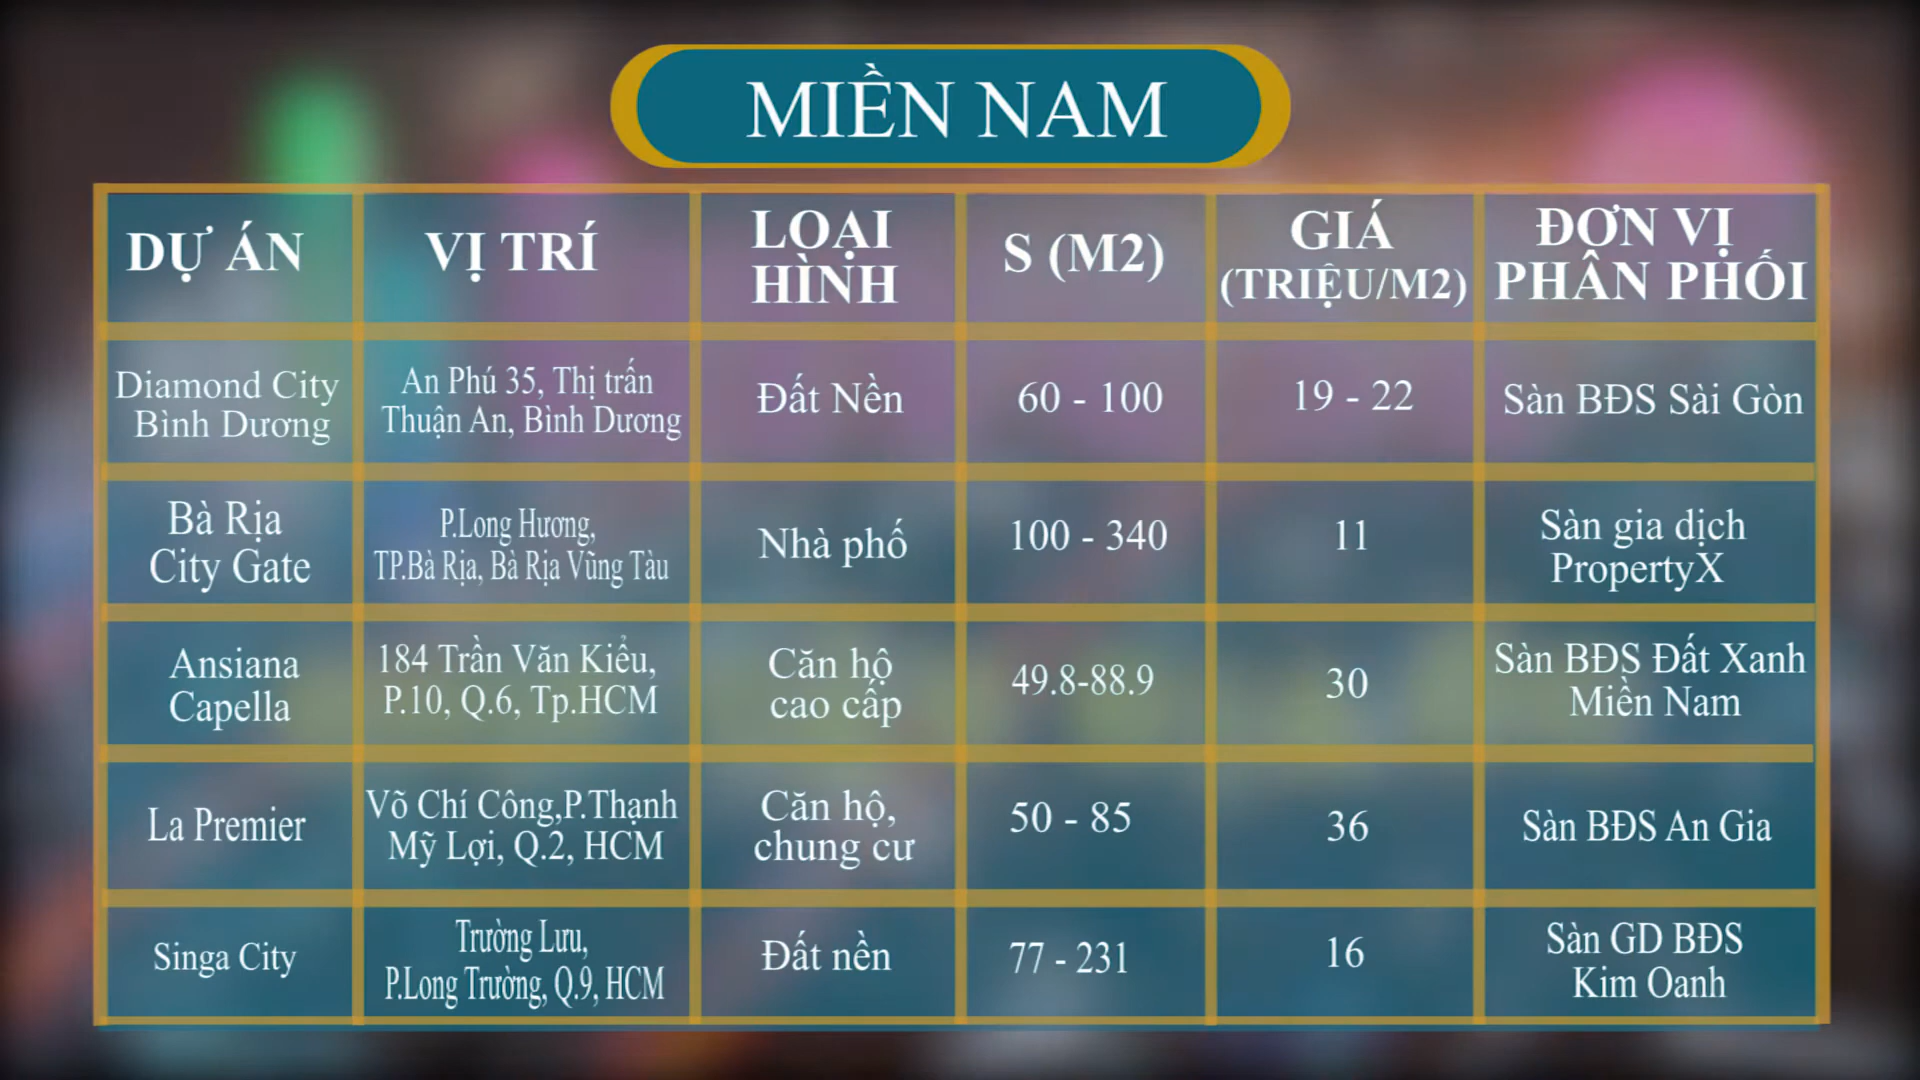 MIỀN NAM
DỰ ÁN
VỊ TRÍ
LOẠI
HÌNH
S (M2)
GIÁ
(TRIỆU/M2)
ĐƠN VỊ
PHÂN PHỐI
Diamond City
Bình Dương
An Phú 35, Thị trấn
Thuận An, Bình Dương
Đất Nền
60 - 100
19 - 22
Sàn BĐS Sài Gòn
Bà Rịa
City Gate
P.Long Hương,
TP.Bà Rịa, Bà Rịa Vũng Tàu
Nhà phố
100 - 340
11
Sàn gia dịch
PropertyX
Ansiana
Capella
184 Trần Văn Kiểu,
P.10, Q.6, Tp.HCM
Căn hộ
cao cấp
49.8-88.9
30
Sàn BĐS Đất Xanh
Miền Nam
La Premier
Võ Chí Công,P.Thạnh
Mỹ Lợi, Q.2, HCM
Căn hộ,
chung cư
50 - 85
36
Sàn BĐS An Gia
Singa City
Trường Lưu,
P.Long Trường, Q.9, HCM
Đất nền
77 - 231
16
Sàn GD BĐS
Kim Oanh